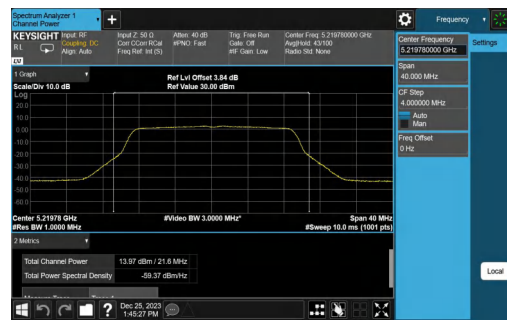 Spectrum Analyzer 1
Channel Power
Frequency
KEYSIGHT
R L
LXI
Input: RF
Coupling: DC
Align: Auto
Input Z: 50 Ω
Corr CCorr RCal
Freq Ref: Int (S)
Atten: 40 dB
#PNO: Fast
Trig: Free Run
Gate: Off
#IF Gain: Low
Center Freq: 5.219780000 GHz
Avg|Hold: 43/100
Radio Std: None
Center Frequency
5.219780000 GHz
Settings
Span
40.000 MHz
CF Step
4.000000 MHz
Auto
Man
Freq Offset
0 Hz
Local
1 Graph
Scale/Div 10.0 dB
Ref Lvl Offset 3.84 dB
Ref Value 30.00 dBm
Log
20.0
10.0
0.00
-10.0
-20.0
-30.0
-40.0
-50.0
-60.0
Center 5.21978 GHz
#Video BW 3.0000 MHz*
Span 40 MHz
#Res BW 1.0000 MHz
#Sweep 10.0 ms (1001 pts)
2 Metrics
Total Channel Power
13.97 dBm / 21.6 MHz
Total Power Spectral Density
-59.37 dBm/Hz
?
Dec 25, 2023
1:45:27 PM